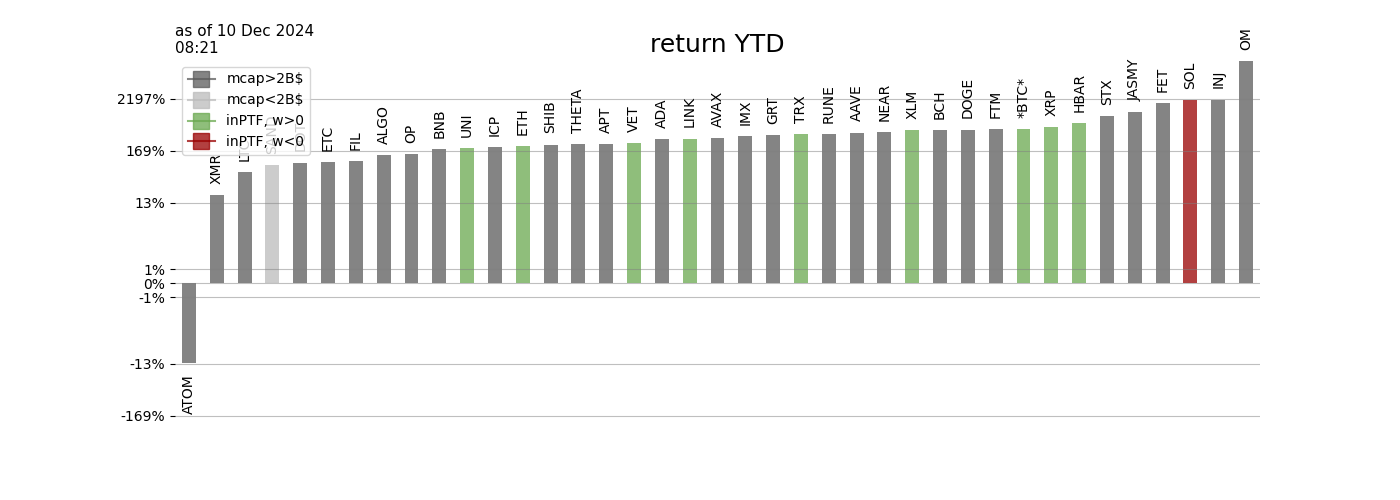 as of 10 Dec 2024
08:21
return YTD
mcap>2B$
mcap<2B$
inPTF, w>0
inPTF, w<0
2197%
169%
13%
1%
0%
-1%
-13%
-169%
ATOM
XMR
ETC
FIL
ALGO
OP
BNB
UNI
ICP
ETH
SHIB
THETA
APT
VET
ADA
LINK
AVAX
IMX
GRT
TRX
RUNE
AAVE
NEAR
XLM
BCH
DOGE
FTM
*BTC*
XRP
HBAR
STX
JASMY
FET
SOL
INJ
OM